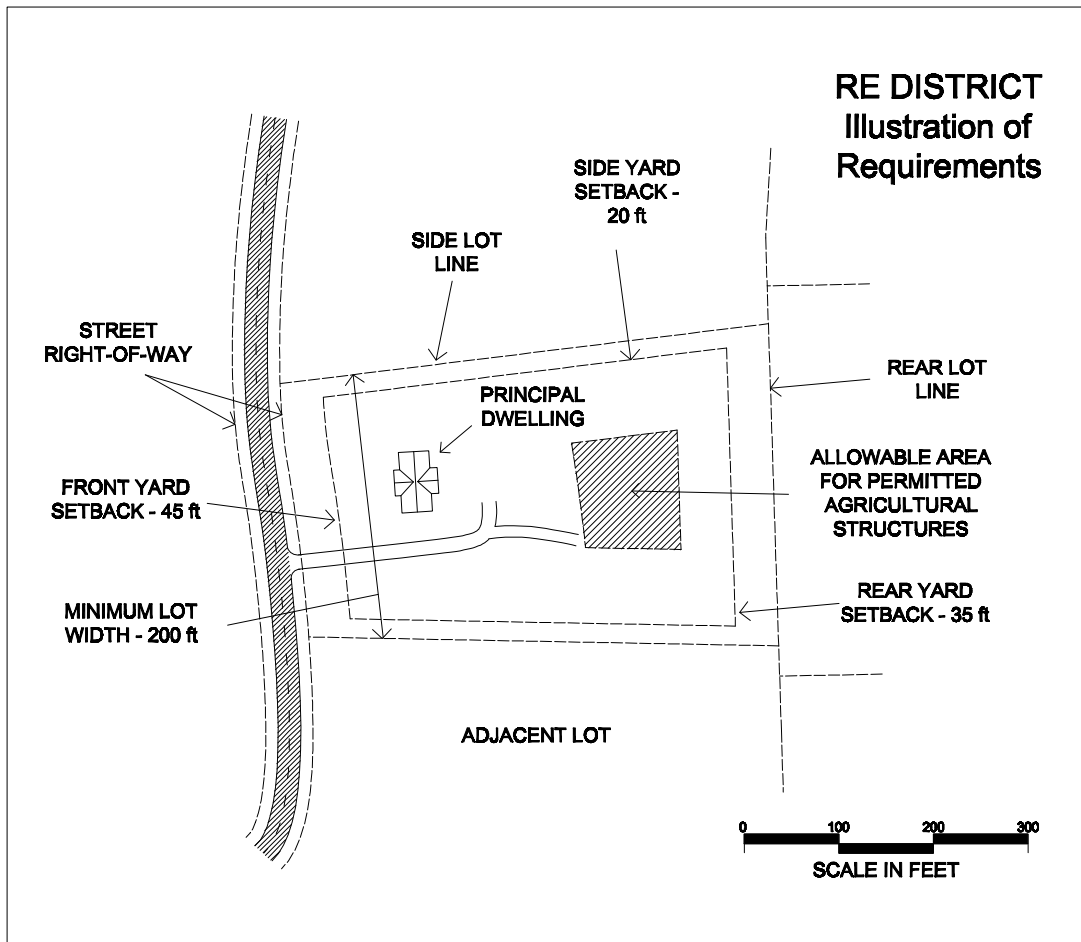 RE DISTRICT
Illustration of
Requirements
SIDE YARD
SETBACK -
20 ft
SIDE LOT
LINE
STREET
RIGHT-OF-WAY
PRINCIPAL
DWELLING
REAR LOT
LINE
FRONT YARD
SETBACK - 45 ft
ALLOWABLE AREA
FOR PERMITTED
AGRICULTURAL
STRUCTURES
MINIMUM LOT
WIDTH - 200 ft
REAR YARD
SETBACK - 35 ft
ADJACENT LOT
0 100 200 300
SCALE IN FEET